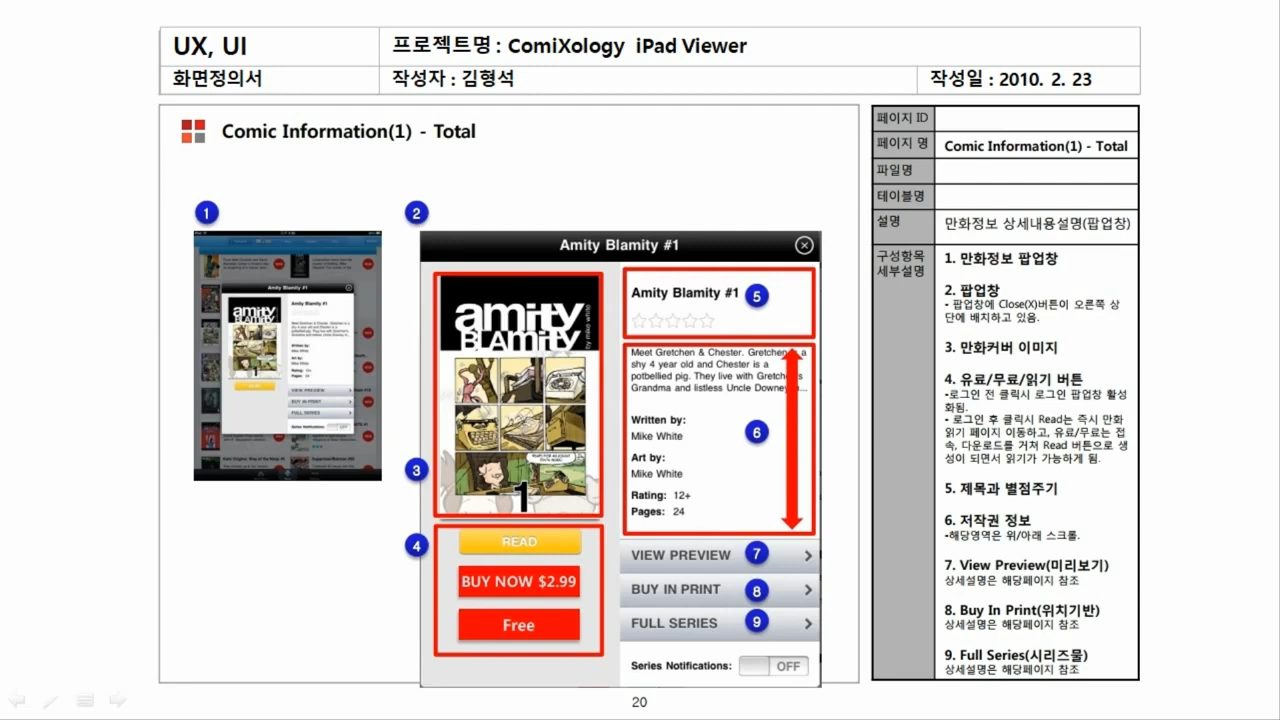 UX, UI
프로젝트명 : ComiXology iPad Viewer
화면정의서
작성자 : 김형석
작성일 : 2010. 2. 23
Comic Information(1) - Total
1
2
Amity Blamity #1
amity
BLAMITY
by mike white
1
3
4
READ
BUY NOW $2.99
Free
Amity Blamity #1
5
Meet Gretchen & Chester. Gretchen a
shy 4 year old and Chester is a
potbellied pig. They live with Gretch
Grandma and listless Uncle Downey
Written by:
Mike White
6
Art by:
Mike White
Rating: 12+
Pages: 24
VIEW PREVIEW
7
BUY IN PRINT
8
FULL SERIES
9
Series Notifications:
OFF
페이지 ID
페이지 명
Comic Information(1) - Total
파일명
테이블명
설명
만화정보 상세내용설명(팝업창)
구성항목
세부설명
1. 만화정보 팝업창
2. 팝업창
- 팝업창에 Close(X)버튼이 오른쪽 상
단에 배치하고 있음.
3. 만화커버 이미지
4. 유료/무료/읽기 버튼
-로그인 전 클릭시 로그인 팝업창 활성
화됨.
- 로그인 후 클릭시 Read는 즉시 만화
읽기 페이지 이동하고, 유료/무료는 접
속, 다운로드를 거쳐 Read 버튼으로 생
성이 되면서 읽기가 가능하게 됨.
5. 제목과 별점주기
6. 저작권 정보
-해당영역은 위/아래 스크롤.
7. View Preview(미리보기)
상세설명은 해당페이지 참조
8. Buy In Print(위치기반)
상세설명은 해당페이지 참조
9. Full Series(시리즈물)
상세설명은 해당페이지 참조
20